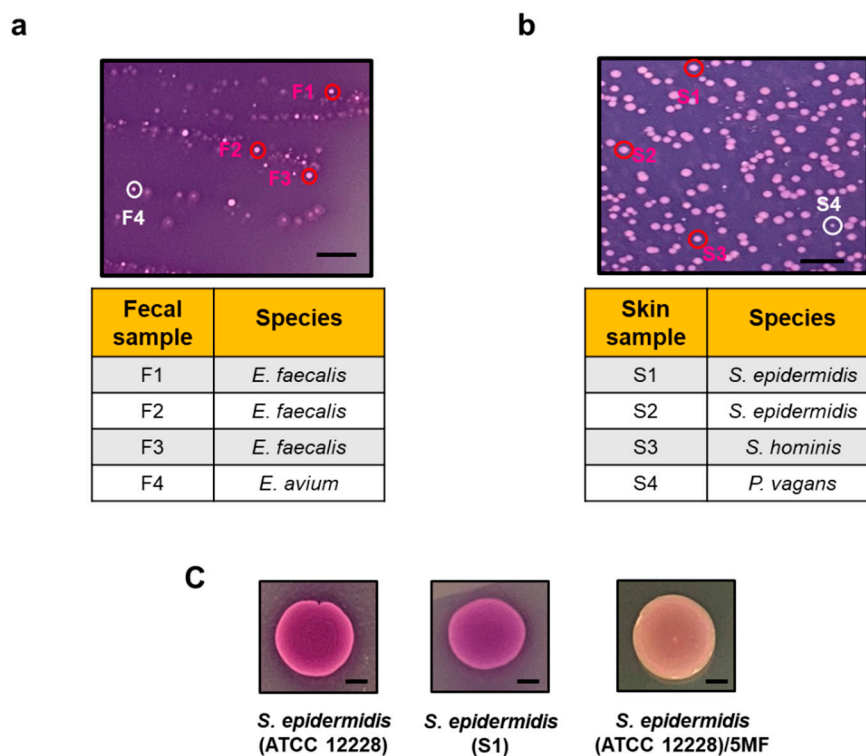 a
F1
F2
F3
F4
Fecal sample Species
F1 E. faecalis
F2 E. faecalis
F3 E. faecalis
F4 E. avium
b
S1
S2
S4
S3
Skin sample Species
S1 S. epidermidis
S2 S. epidermidis
S3 S. hominis
S4 P. vagans
C
S. epidermidis
(ATCC 12228)
S. epidermidis
(S1)
S. epidermidis
(ATCC 12228)/5MF